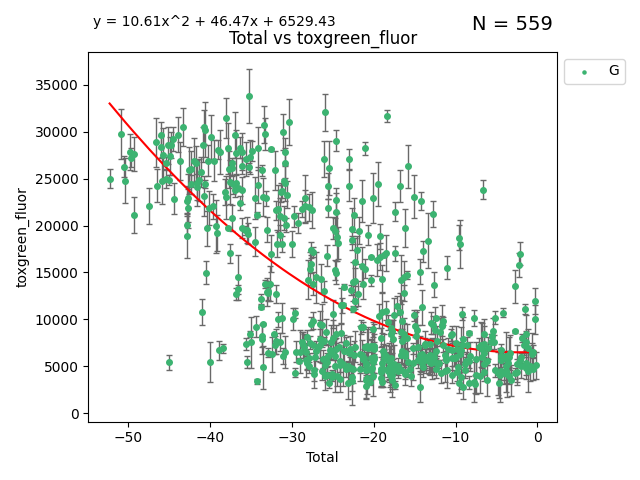 y = 10.61x^2 + 46.47x + 6529.43
N = 559
Total vs toxgreen_fluor
G
35000
30000
25000
20000
15000
10000
5000
0
toxgreen_fluor
−50
−40
−30
−20
−10
0
Total